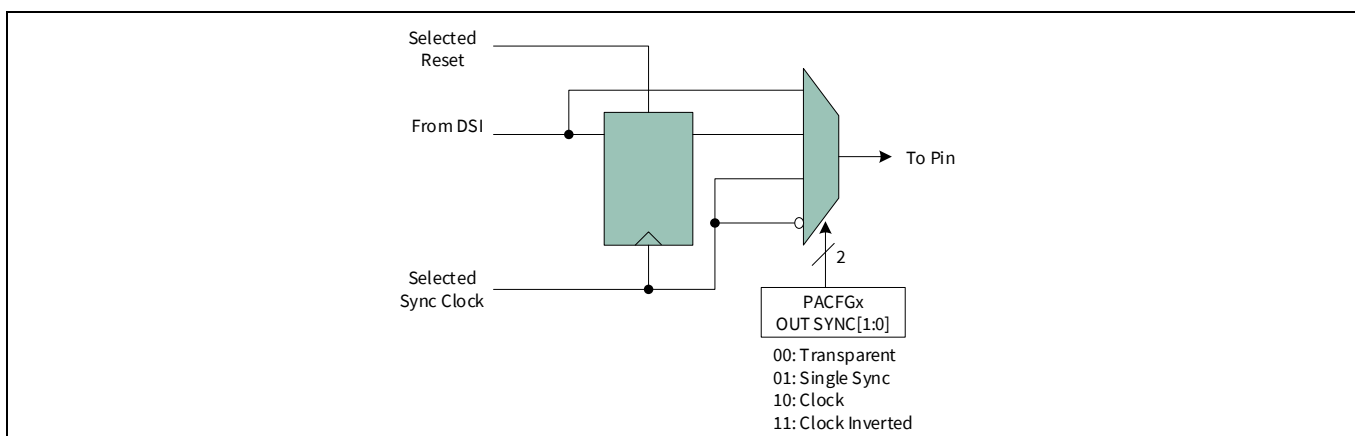 Selected
Reset
From DSI
To Pin
Selected
Sync Clock
2
PACFGx
OUT SYNC[1:0]
00: Transparent
01: Single Sync
10: Clock
11: Clock Inverted